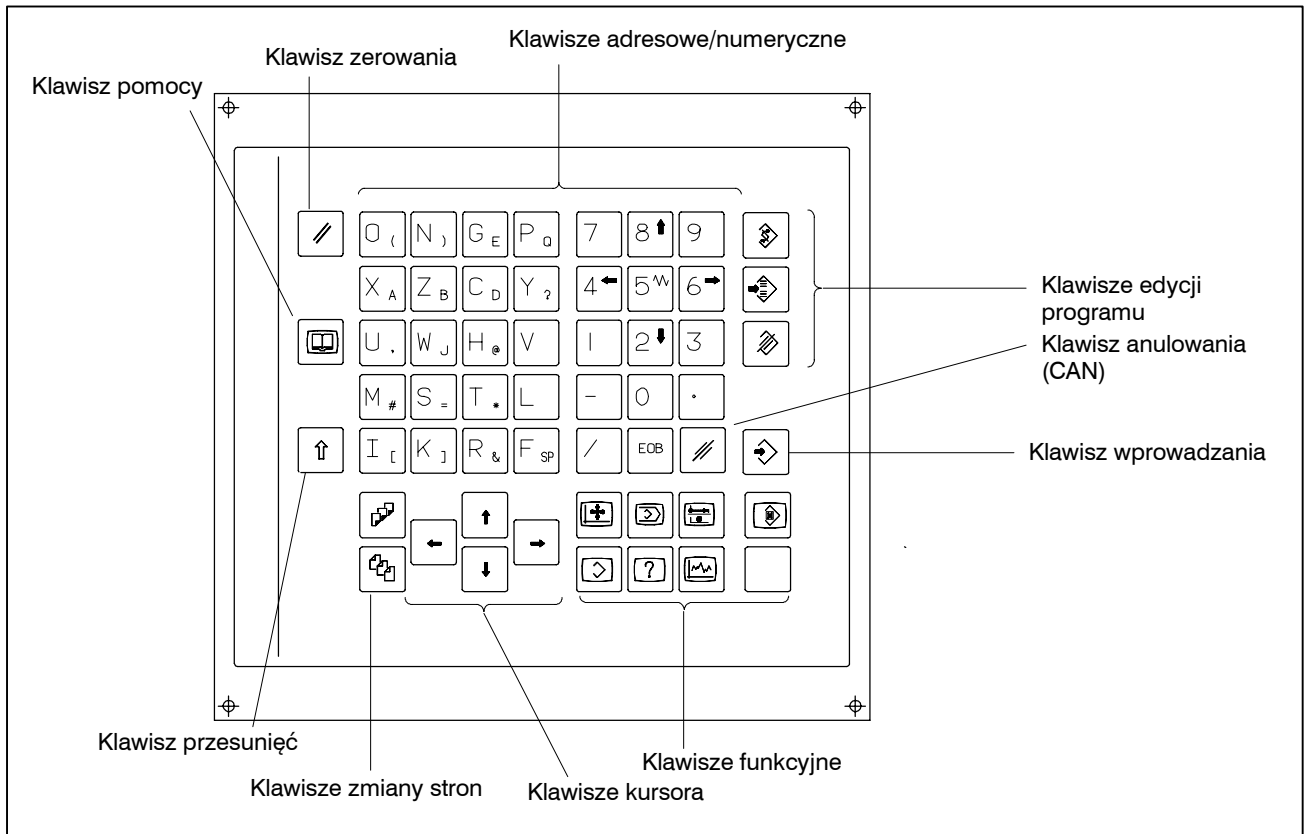 Klawisze adresowe/numeryczne
Klawisz zerowania
Klawisz pomocy
O ( N ) G E P Q 7 8 9
X A Z B C D Y ? 4 5 6
U , W J H @ V 1 2 3
M # S = T * L - 0 .
I [ K ] R & F SP / EOB
?
Klawisze edycji
programu
Klawisz anulowania
(CAN)
Klawisz wprowadzania
Klawisz przesunięć
Klawisze zmiany stron
Klawisze kursora
Klawisze funkcyjne